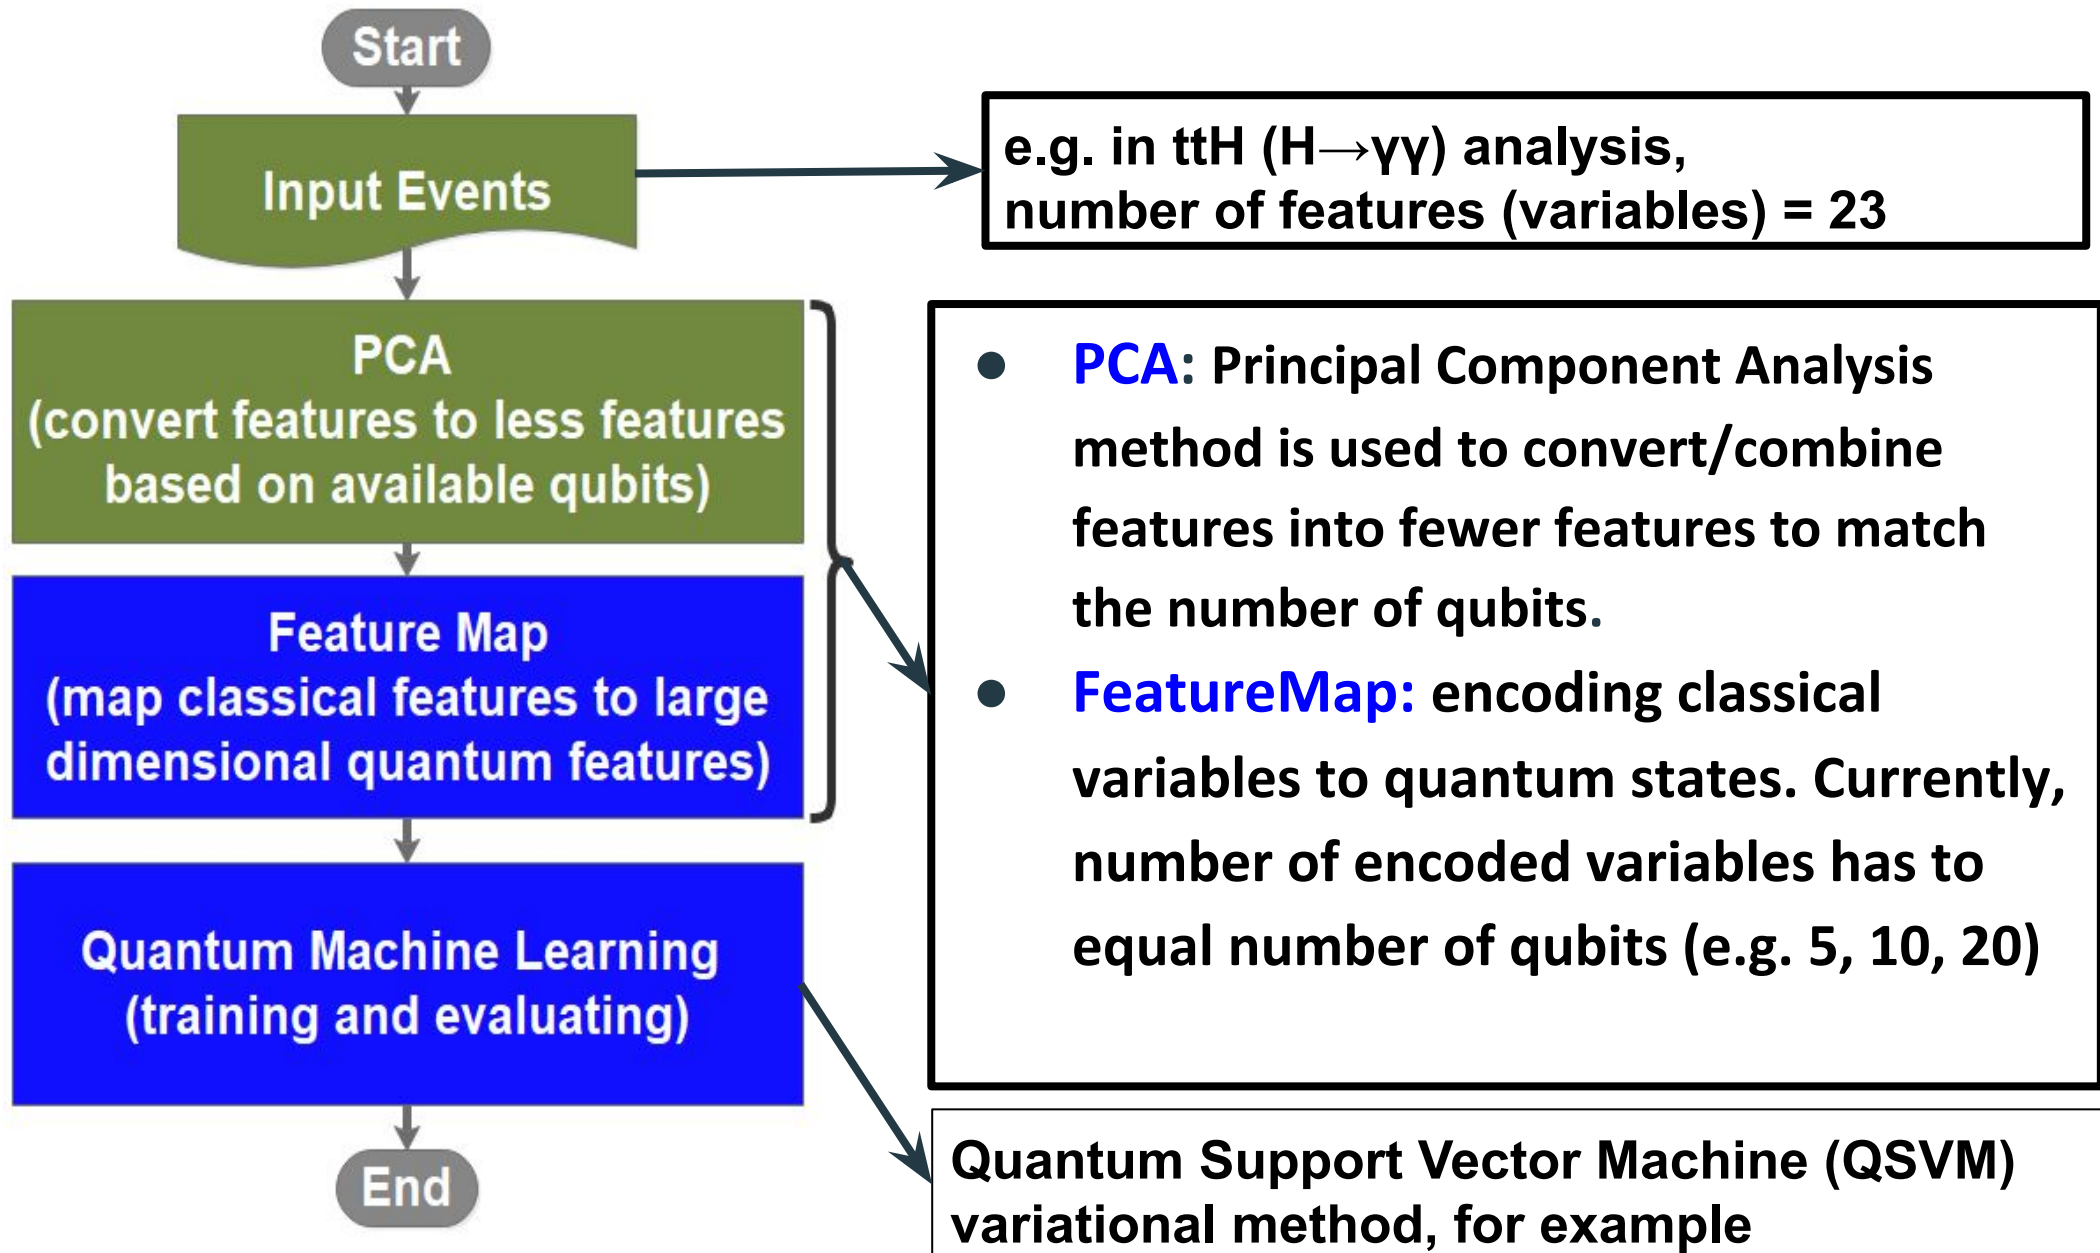 Start
Input Events
e.g. in ttH (H→γγ) analysis,
number of features (variables) = 23
PCA
(convert features to less features
based on available qubits)
Feature Map
(map classical features to large
dimensional quantum features)
● PCA: Principal Component Analysis
method is used to convert/combine
features into fewer features to match
the number of qubits.
● FeatureMap: encoding classical
variables to quantum states. Currently,
number of encoded variables has to
equal number of qubits (e.g. 5, 10, 20)
Quantum Machine Learning
(training and evaluating)
Quantum Support Vector Machine (QSVM)
variational method, for example
End